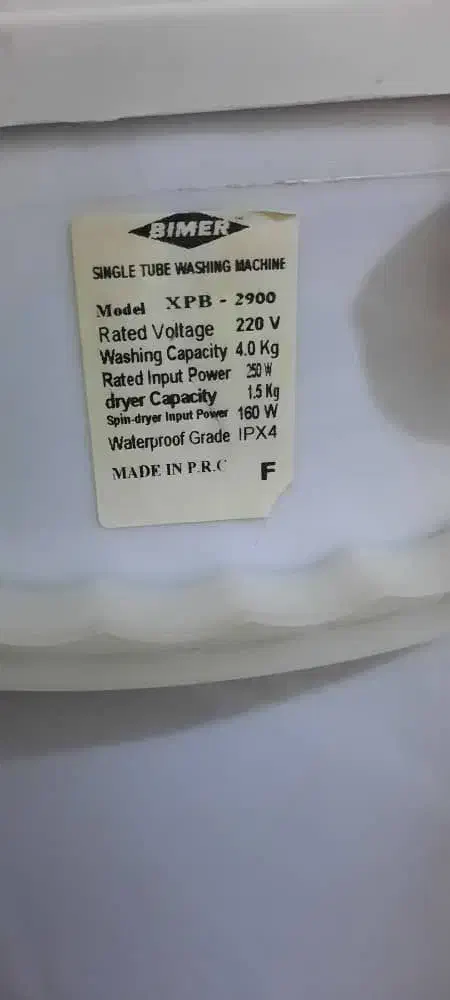 BIMER
SINGLE TUBE WASHING MACHINE
Model XPB - 2900
Rated Voltage 220 V
Washing Capacity 4.0 Kg
Rated Input Power 250 W
dryer Capacity 1.5 Kg
Spin-dryer Input Power 160 W
Waterproof Grade IPX4
MADE IN P.R.C F